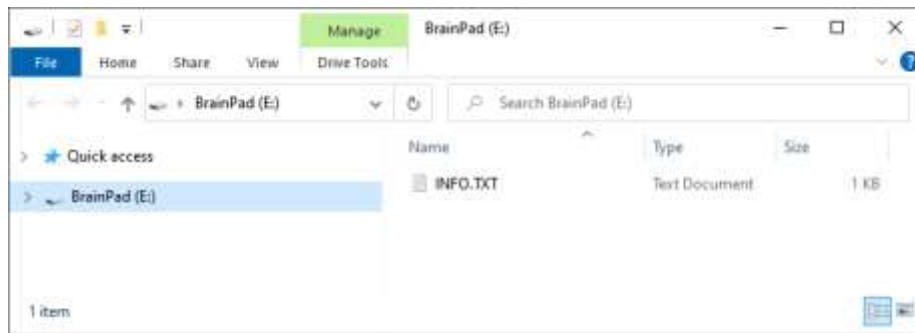 Manage BrainPad (E:)
File Home Share View Drive Tools
BrainPad (E:) Search BrainPad (E:)
Quick access
BrainPad (E:)
Name Type Size
INFO.TXT Text Document 1 KB
1 item